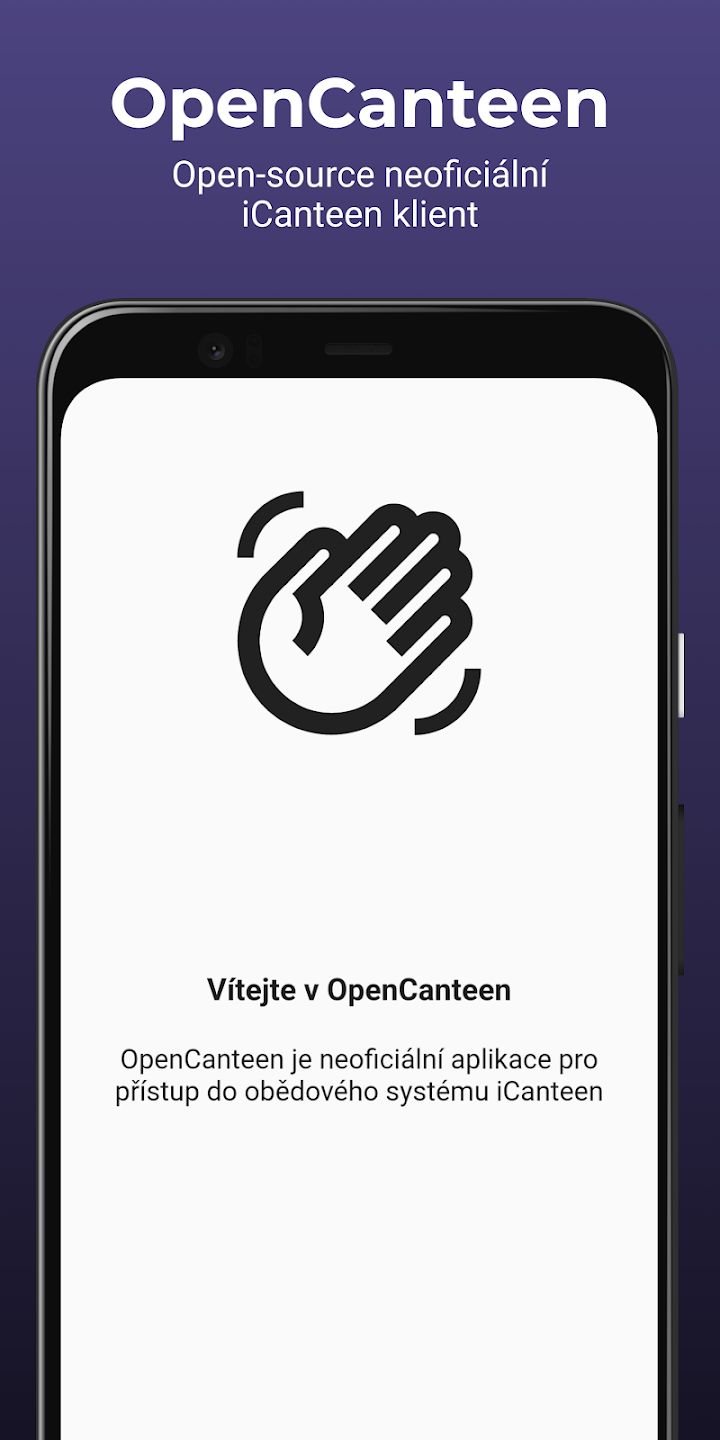 OpenCanteen
Open-source neoficiální
iCanteen klient
Vítejte v OpenCanteen
OpenCanteen je neoficiální aplikace pro
přístup do obědového systému iCanteen